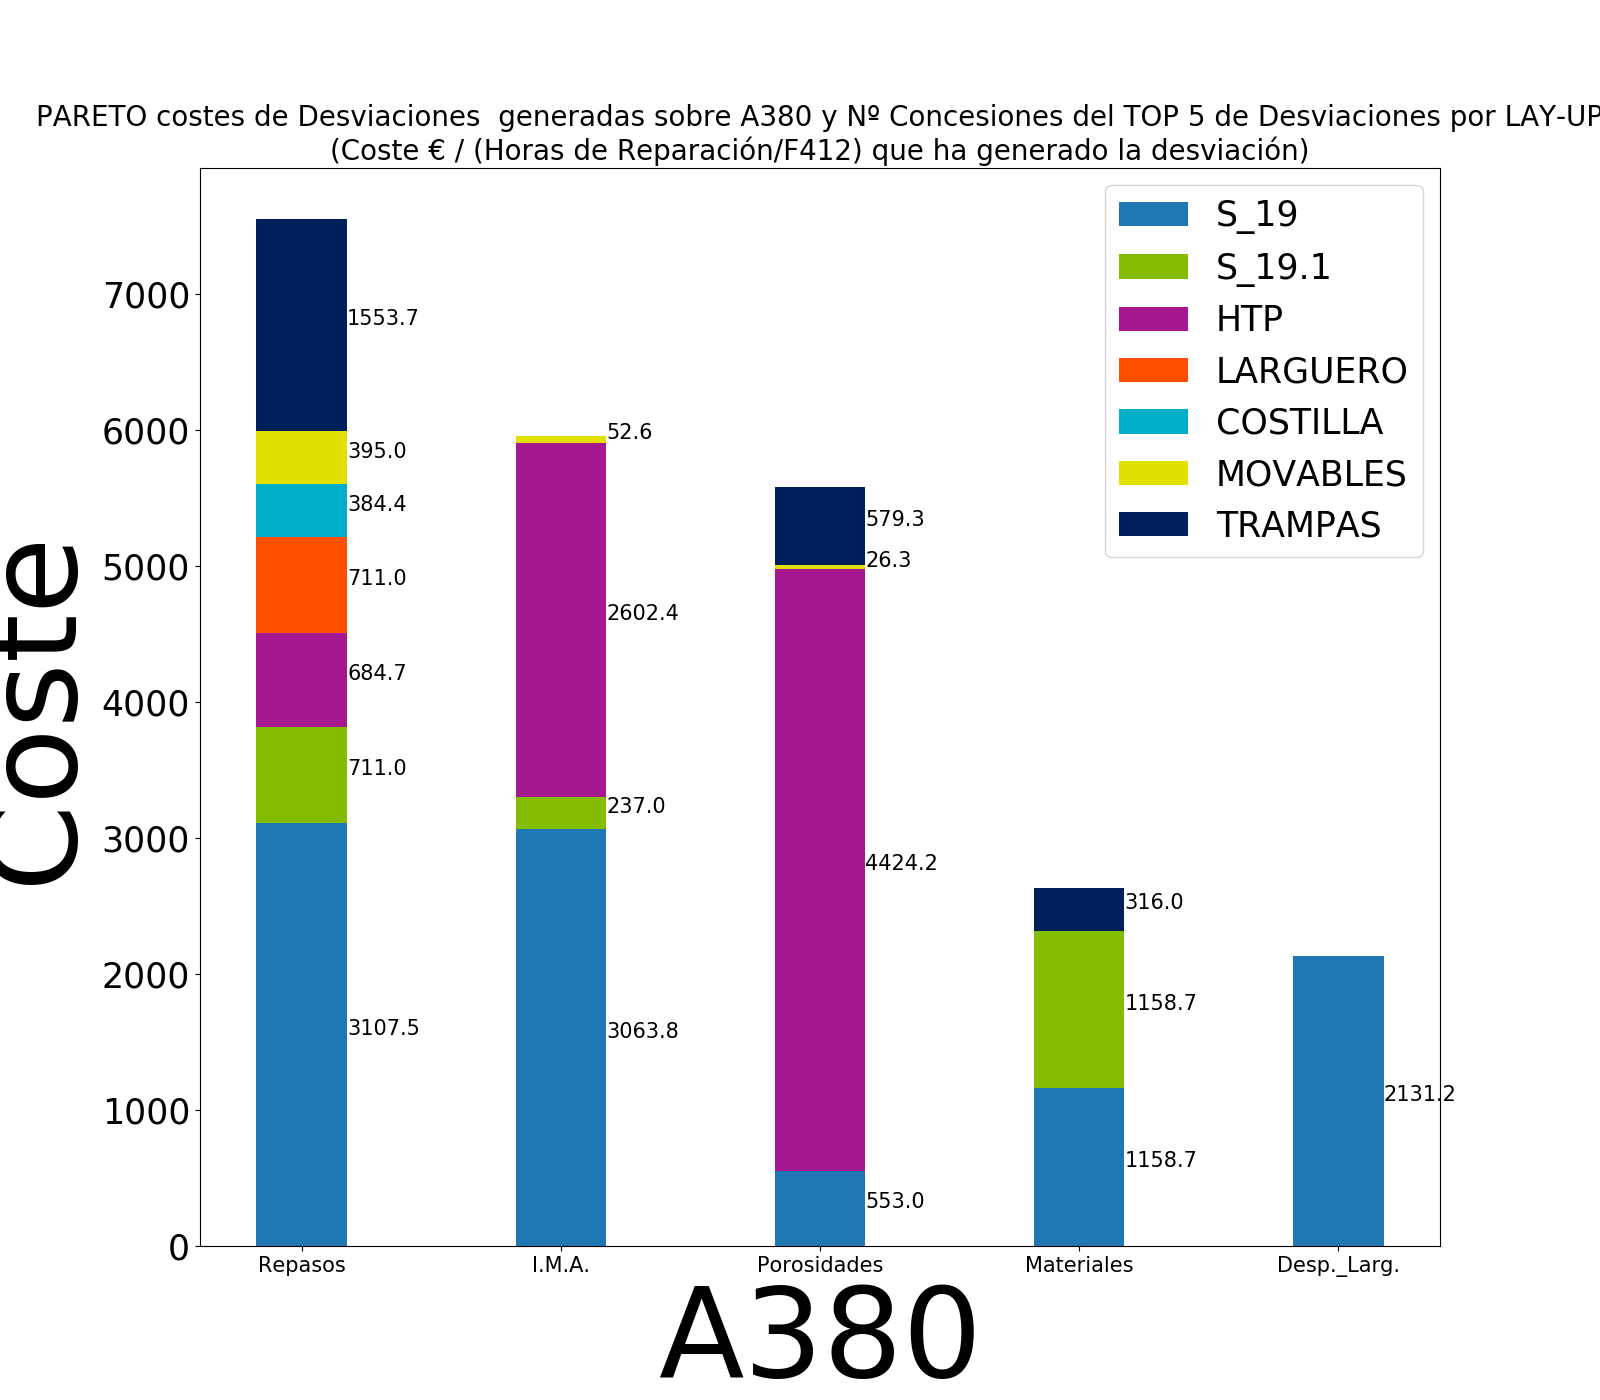 PARETO costes de Desviaciones  generadas sobre A380 y Nº Concesiones del TOP 5 de Desviaciones por LAY-UP
(Coste € / (Horas de Reparación/F412) que ha generado la desviación)
S_19
S_19.1
HTP
LARGUERO
COSTILLA
MOVABLES
TRAMPAS
7000
6000
5000
4000
3000
2000
1000
0
Coste
1553.7
395.0
384.4
711.0
684.7
711.0
3107.5
52.6
2602.4
237.0
3063.8
579.3
26.3
4424.2
553.0
316.0
1158.7
1158.7
2131.2
Repasos
I.M.A.
Porosidades
Materiales
Desp._Larg.
A380